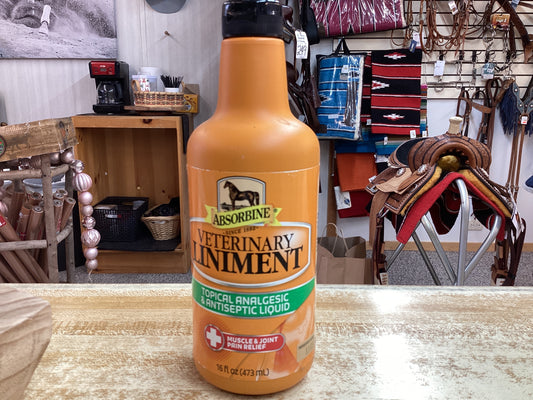 ABSORBINE
SINCE 1892
VETERINARY
LINIMENT
TOPICAL ANALGESIC
& ANTISEPTIC LIQUID
MUSCLE & JOINT
PAIN RELIEF
16 fl oz (473 mL)